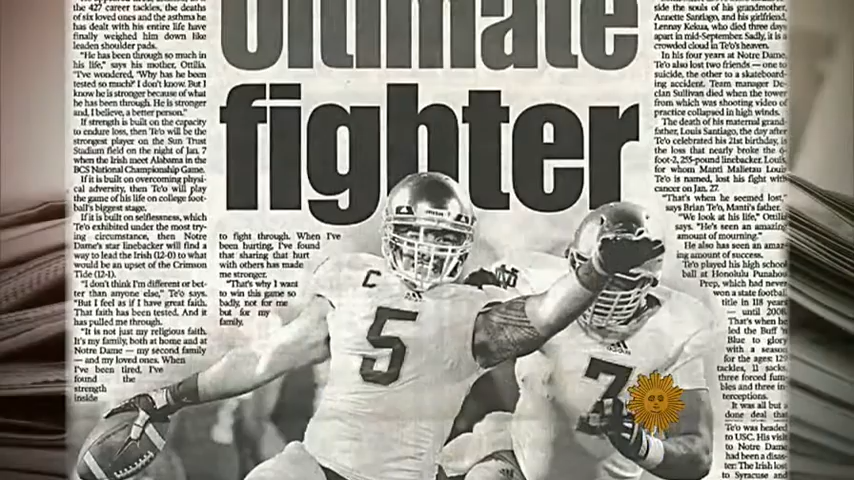 Ultimate
fighter
the 427 career tackles, the deaths
of six loved ones and the asthma he
has dealt with his entire life have
finally weighed him down like
leaden shoulder pads.
"He has been through so much in
his life," says his mother, Ottilia.
"I've wondered, 'Why has he been
tested so much?' I don't know. But I
know he is stronger because of what
he has been through. He is stronger
and, I believe, a better person."
If strength is built on the capacity
to endure loss, then Te'o will be the
strongest player on the Sun Trust
Stadium field on the night of Jan. 7
when the Irish meet Alabama in the
BCS National Championship Game.
If it is built on overcoming physi-
cal adversity, then Te'o will play
the game of his life on college foot-
ball's biggest stage.
If it is built on selflessness, which
Te'o exhibited under the most try-
ing circumstance, then Notre
Dame's star linebacker will find a
way to lead the Irish (12-0) to what
would be an upset of the Crimson
Tide (12-1).
"I don't think I'm different or bet-
ter than anyone else," Te'o says.
"But I feel as if I have great faith.
That faith has been tested. And it
has pulled me through.
"It is not just my religious faith.
It's my family, both at home and at
Notre Dame — my second family
— and my loved ones. When
I've been tired, I've
found the
strength
inside
to fight through. When I've
been hurting, I've found
that sharing that hurt
with others has made
me stronger.
"That's why I want
to win this game so
badly, not for me
but for my
family,
C
5
7
side the souls of his grandmother,
Annette Santiago, and his girlfriend,
Lennay Kekua, who died three days
apart in mid-September. Sadly, it is a
crowded cloud in Te'o's heaven.
In his four years at Notre Dame,
Te'o also lost two friends — one to
suicide, the other to a skateboard-
ing accident. Team manager De-
clan Sullivan died when the tower
from which was shooting video of
practice collapsed in high winds.
The death of his maternal grand-
father, Louis Santiago, the day after
Te'o celebrated his 21st birthday, is
the loss that nearly broke the 6-
foot-2, 255-pound linebacker. Louis,
for whom Manti Malietau Louis
Te'o is named, lost his fight with
cancer on Jan. 27.
"That's when he seemed lost,"
says Brian Te'o, Manti's father.
"We look at his life," Ottilia
says. "He's seen an amazing
amount of mourning."
He also has seen an amaz-
ing amount of success.
Te'o played his high school
ball at Honolulu Punahou
Prep, which had never
won a state football
title in 118 years
— until 2008.
That's when he
led the Buff 'n
Blue to glory
with a season
for the ages: 129
tackles, 11 sacks,
three forced fum-
bles and three in-
terceptions.
It was all but a
done deal that
Te'o was headed
to USC. His visit
to Notre Dame
had been a disas-
ter: The Irish lost
to Syracuse and